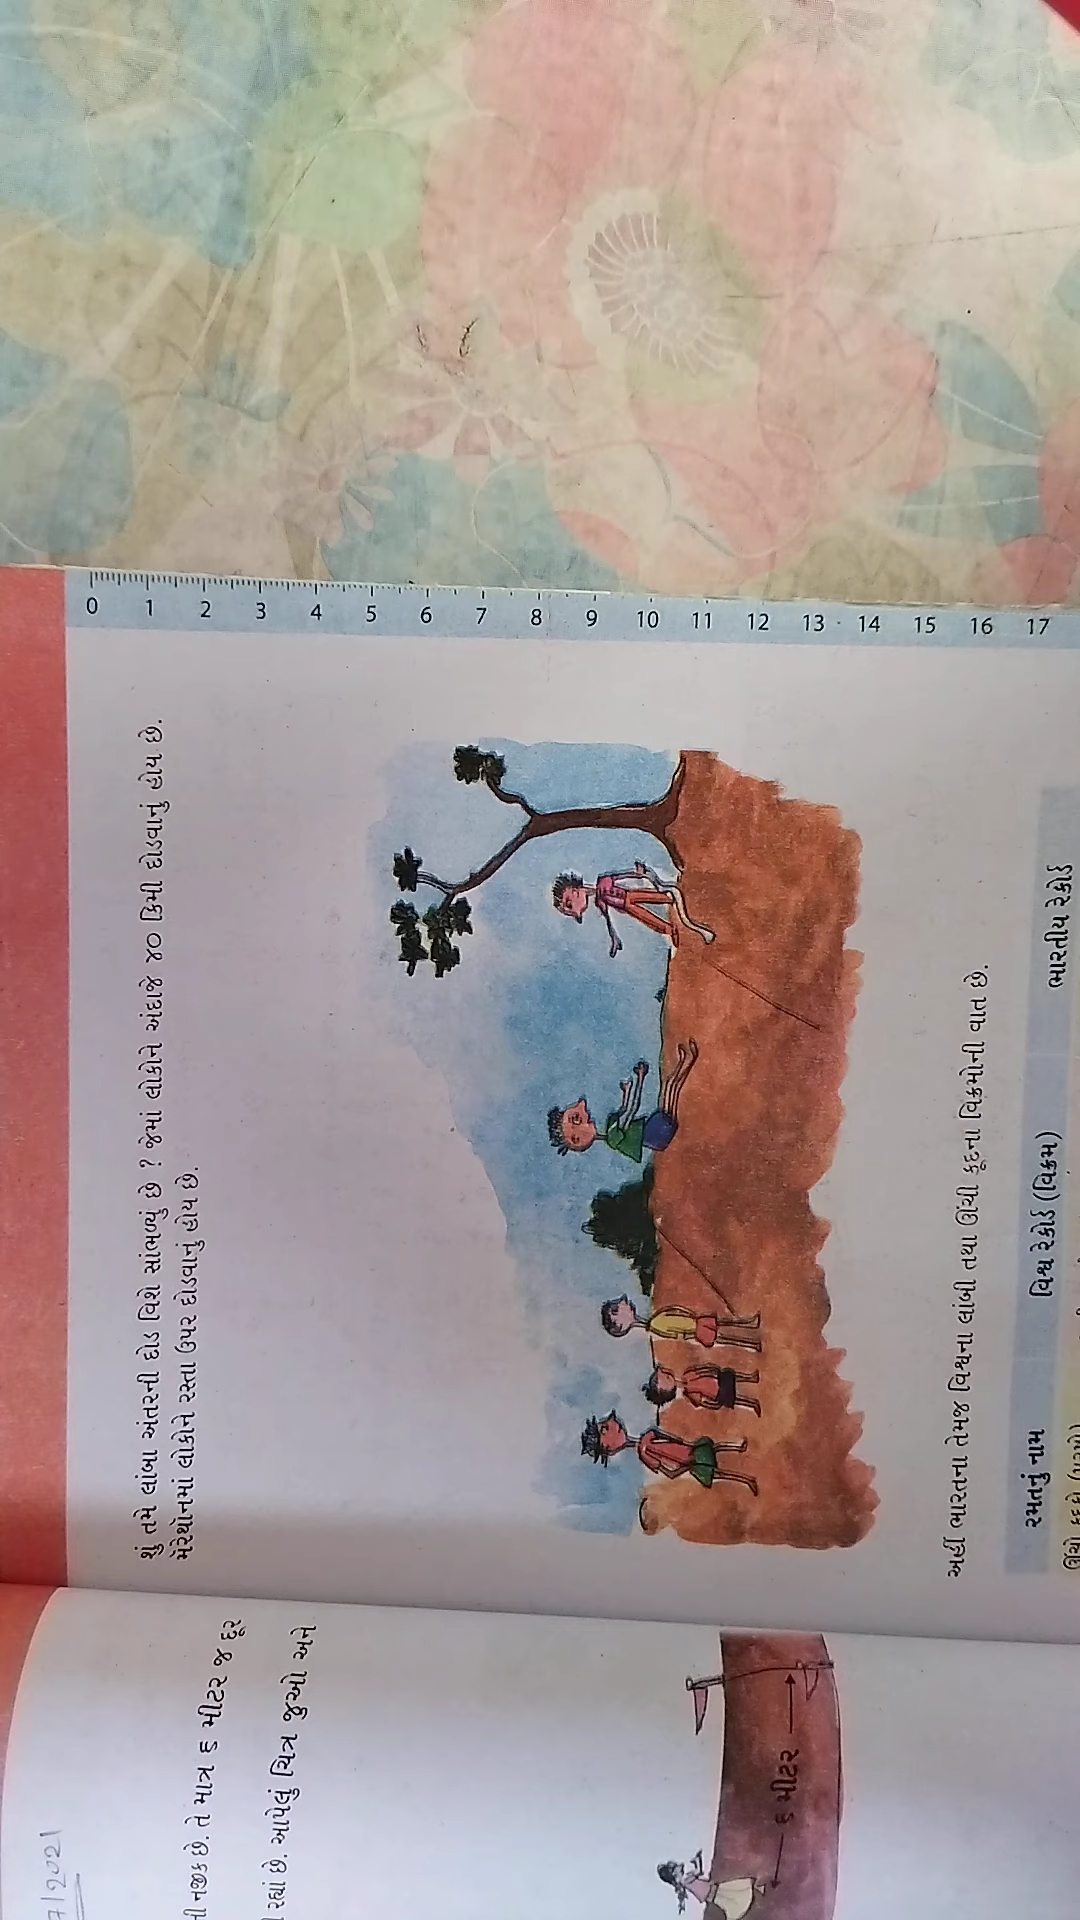 શું તમે લાંબા અંતરની દોડ વિશે સાંભળ્યું છે ? જેમાં લોકોને અંદાજે ૪૦ કિમી દોડવાનું હોય છે.
મૅરેથોનમાં લોકોને રસ્તા ઉપર દોડવાનું હોય છે.
અહીં ભારતના તેમજ વિશ્વના લાંબી તથા ઊંચી કૂદના વિક્રમોની વાત છે.
રમતનું નામ વિશ્વ રેકોર્ડ (વિક્રમ) ભારતીય રેકોર્ડ
0 1 2 3 4 5 6 7 8 9 10 11 12 13 14 15 16 17
7/2021
નજીક છે. તે માત્ર ૬ મીટર જ દૂર
રહ્યાં છે. આપેલું ચિત્ર જુઓ અને
૬ મીટર